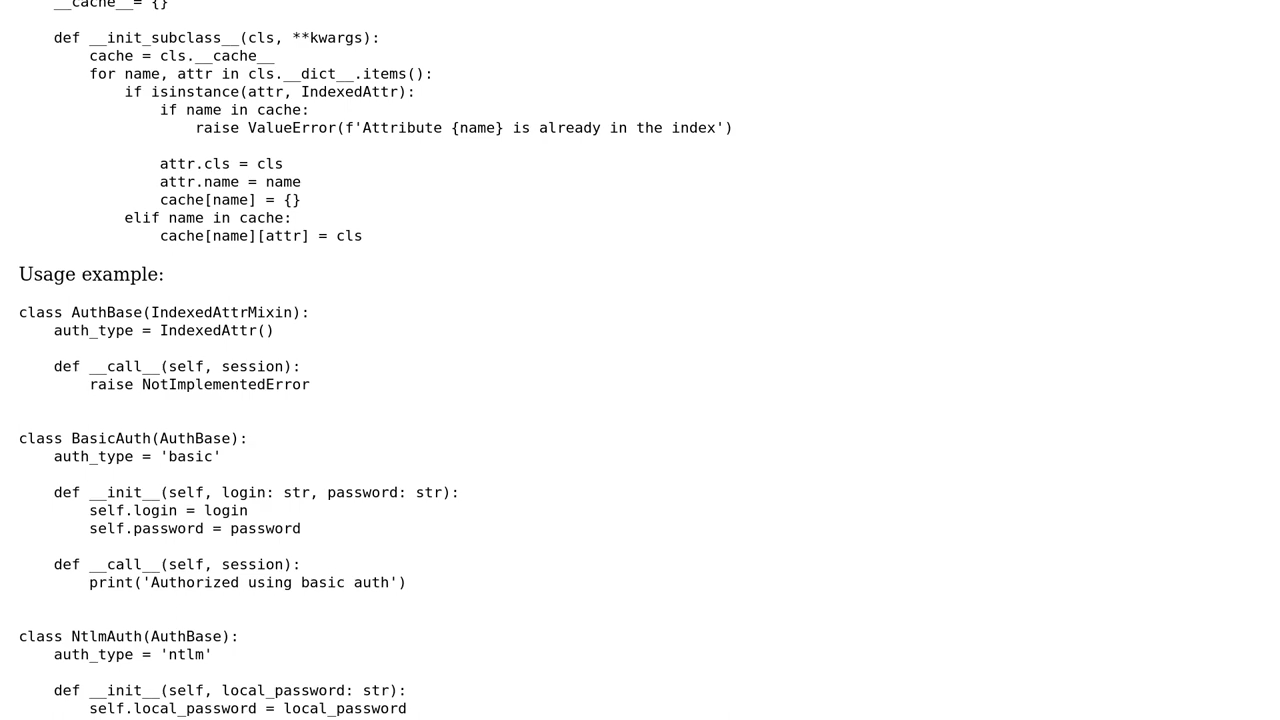 __cache__= {}
def __init_subclass__(cls, **kwargs):
cache = cls.__cache__
for name, attr in cls.__dict__.items():
if isinstance(attr, IndexedAttr):
if name in cache:
raise ValueError(f'Attribute {name} is already in the index')
attr.cls = cls
attr.name = name
cache[name] = {}
elif name in cache:
cache[name][attr] = cls
Usage example:
class AuthBase(IndexedAttrMixin):
auth_type = IndexedAttr()
def __call__(self, session):
raise NotImplementedError
class BasicAuth(AuthBase):
auth_type = 'basic'
def __init__(self, login: str, password: str):
self.login = login
self.password = password
def __call__(self, session):
print('Authorized using basic auth')
class NtlmAuth(AuthBase):
auth_type = 'ntlm'
def __init__(self, local_password: str):
self.local_password = local_password